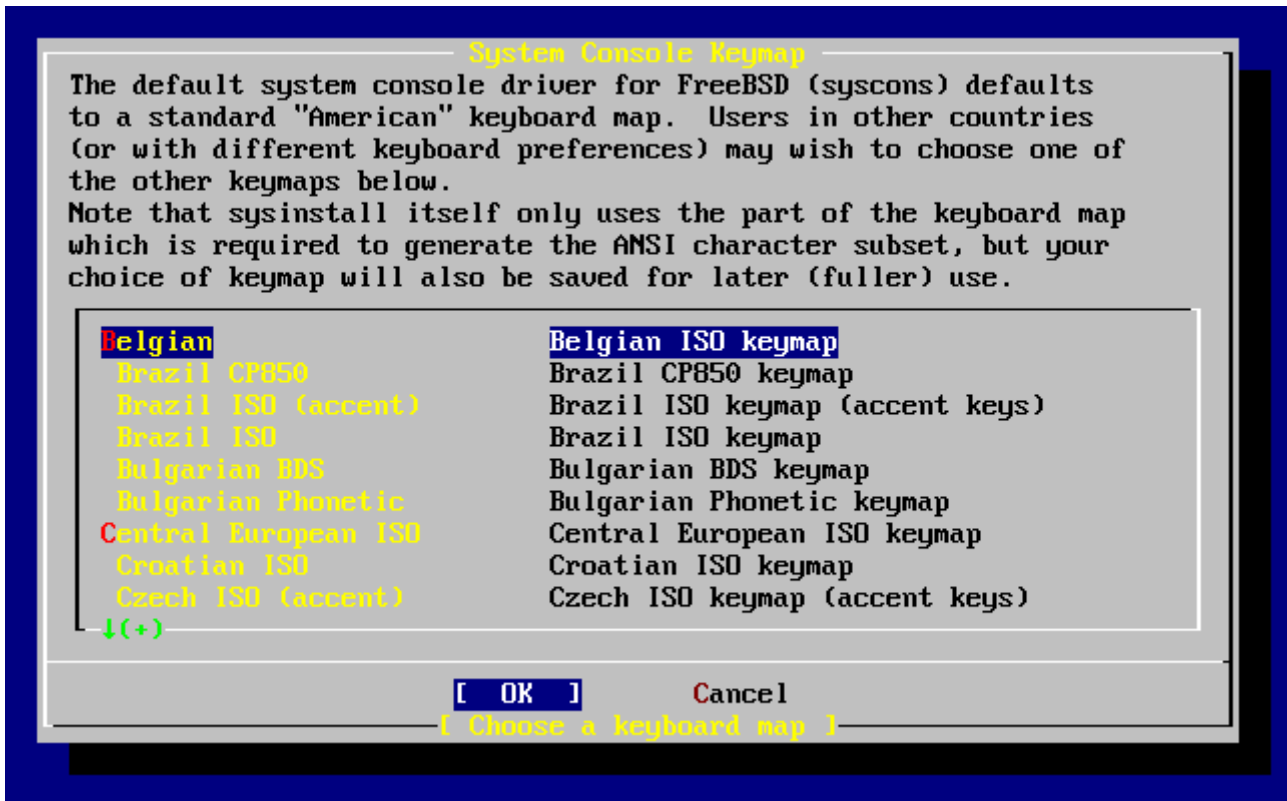 System Console Keymap
The default system console driver for FreeBSD (syscons) defaults
to a standard "American" keyboard map.  Users in other countries
(or with different keyboard preferences) may wish to choose one of
the other keymaps below.
Note that sysinstall itself only uses the part of the keyboard map
which is required to generate the ANSI character subset, but your
choice of keymap will also be saved for later (fuller) use.
Belgian Belgian ISO keymap
Brazil CP850 Brazil CP850 keymap
Brazil ISO (accent) Brazil ISO keymap (accent keys)
Brazil ISO Brazil ISO keymap
Bulgarian BDS Bulgarian BDS keymap
Bulgarian Phonetic Bulgarian Phonetic keymap
Central European ISO Central European ISO keymap
Croatian ISO Croatian ISO keymap
Czech ISO (accent) Czech ISO keymap (accent keys)
↓(+)
[ OK ] Cancel
[ Choose a keyboard map ]